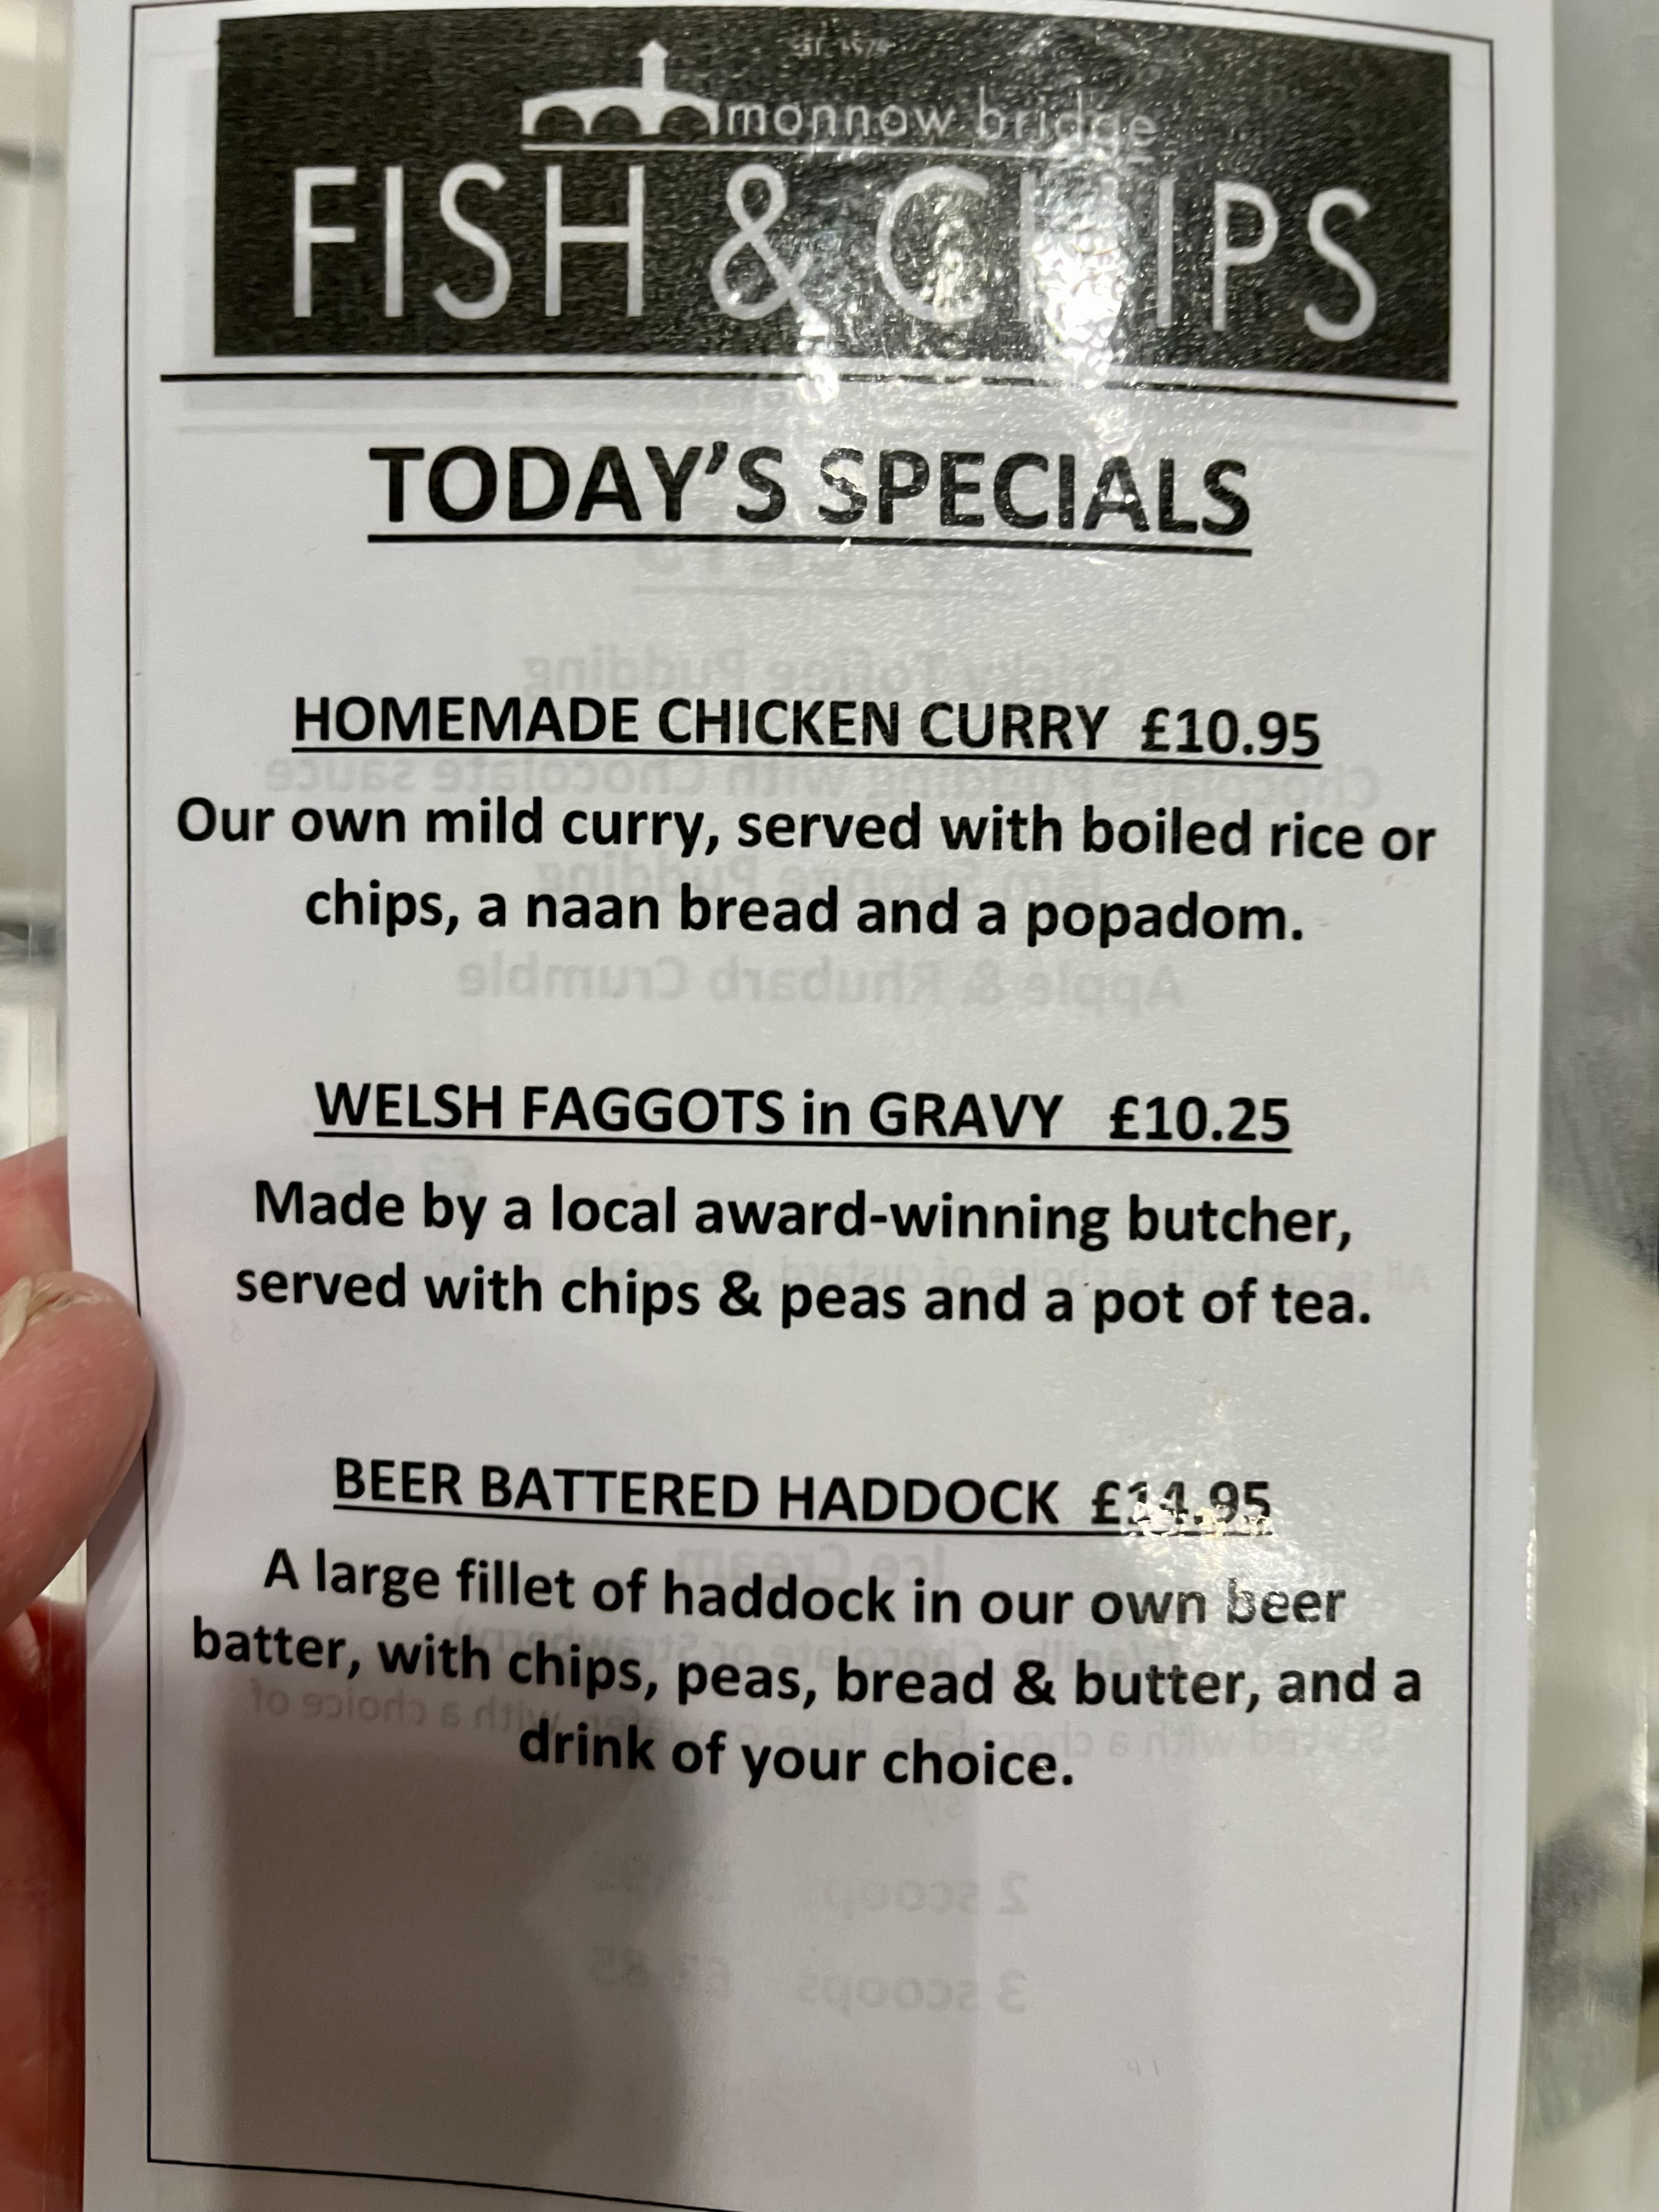 monnow bridge
FISH & CHIPS
TODAY'S SPECIALS
HOMEMADE CHICKEN CURRY £10.95
Our own mild curry, served with boiled rice or
chips, a naan bread and a popadom.
WELSH FAGGOTS in GRAVY £10.25
Made by a local award-winning butcher,
served with chips & peas and a pot of tea.
BEER BATTERED HADDOCK £14.95
A large fillet of haddock in our own beer
batter, with chips, peas, bread & butter, and a
drink of your choice.